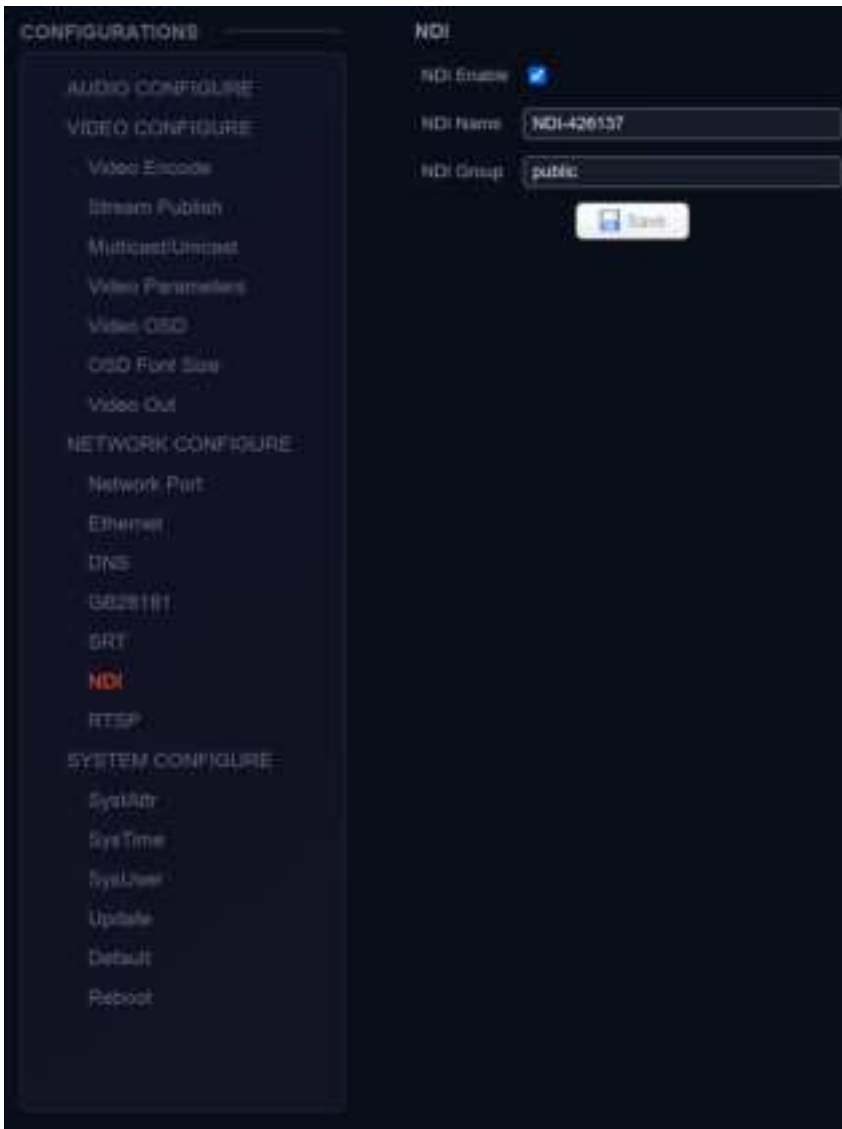 CONFIGURATIONS
AUDIO CONFIGURE
VIDEO CONFIGURE
Video Encode
Stream Publish
Multicast/Unicast
Video Parameters
Video OSD
OSD Font Size
Video Out
NETWORK CONFIGURE
Network Port
Ethernet
DNS
GB28181
SRT
NDI
RTSP
SYSTEM CONFIGURE
SystAttr
SysTime
SysUser
Update
Default
Reboot
NDI
NDI Enable
NDI Name NDI-426137
NDI Group public
Save